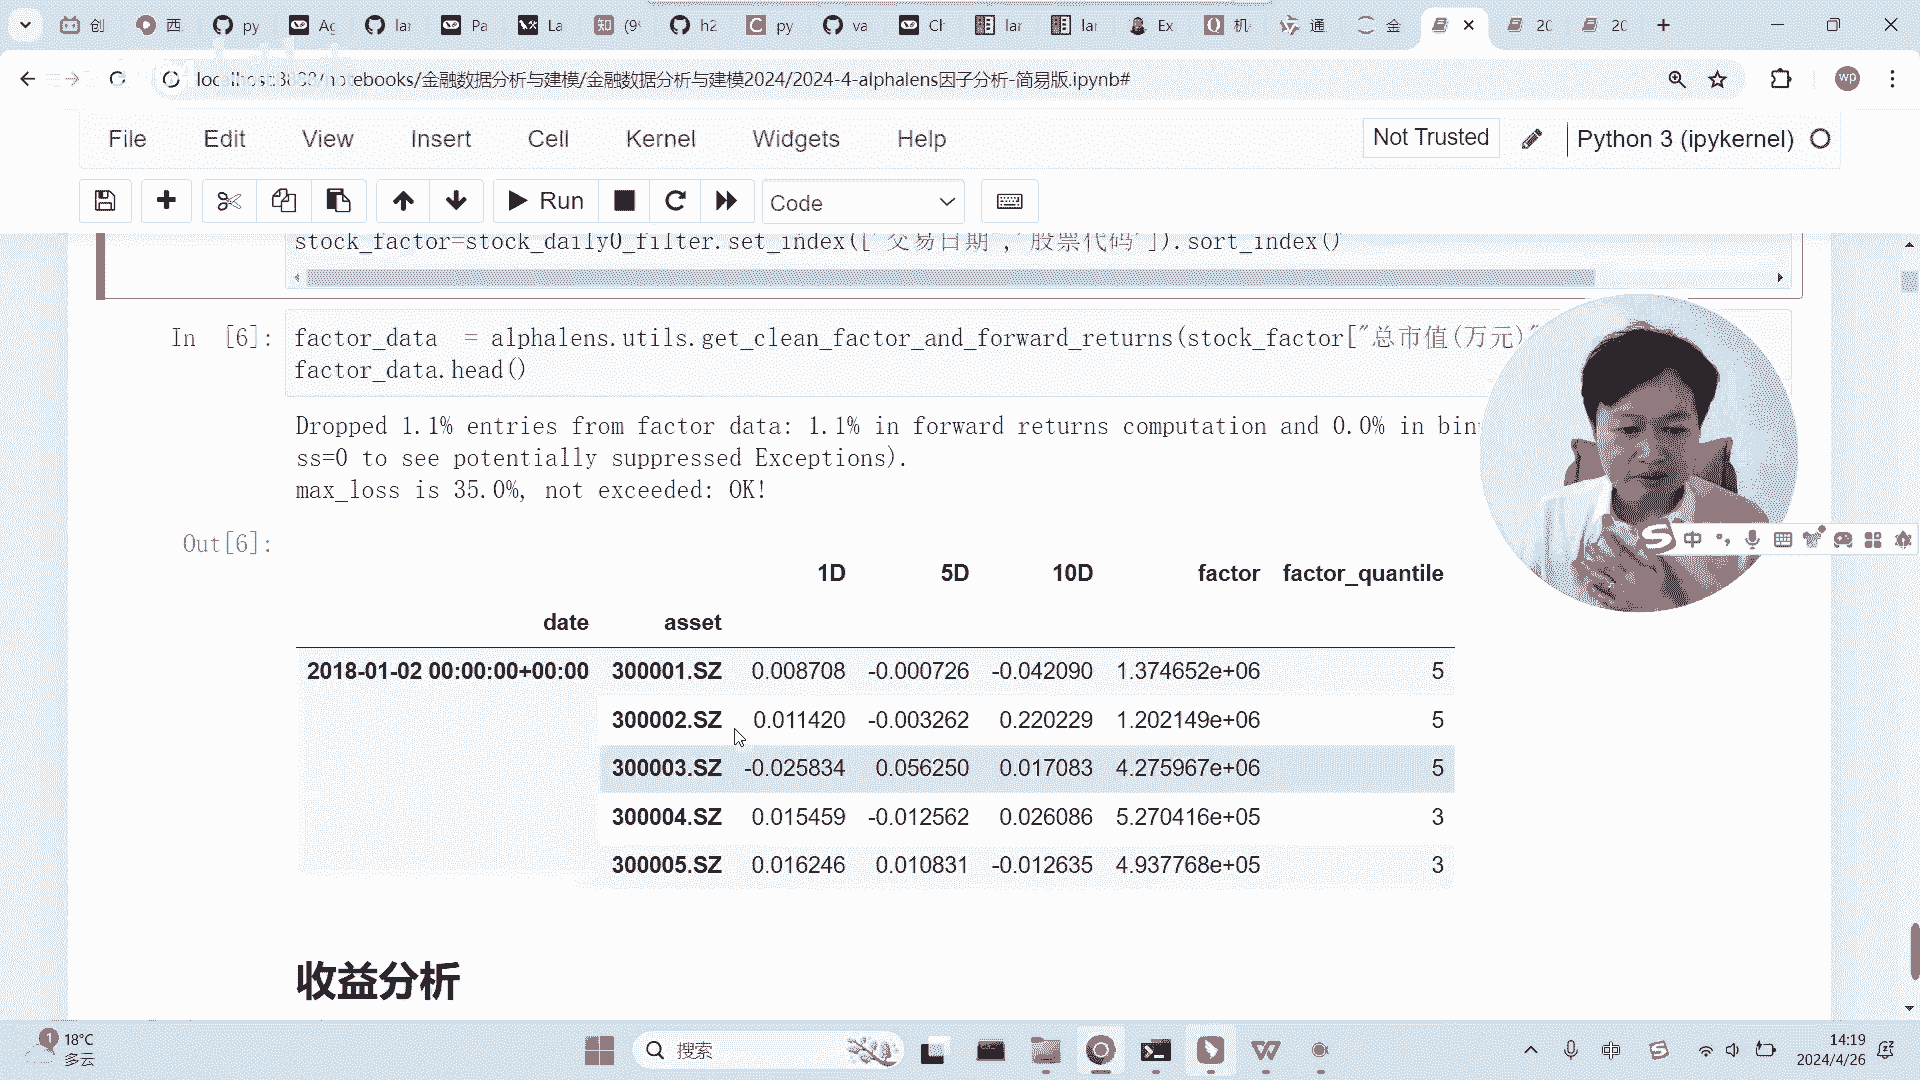 创 西 py Ag lar Pa La 知 (9 h2 py va Ch lar lar Ex 机 通 金 20 20
localhost:8888/notebooks/金融数据分析与建模/金融数据分析与建模2024/2024-4-alphalens因子分析-简易版.ipynb#
wp
File Edit View Insert Cell Kernel Widgets Help Not Trusted Python 3 (ipykernel)
Run Code
stock_factor=stock_daily0_filter.set_index(['交易日期','股票代码']).sort_index()
In [6]: factor_data = alphalens.utils.get_clean_factor_and_forward_returns(stock_factor["总市值(万元)"
factor_data.head()
Dropped 1.1% entries from factor data: 1.1% in forward returns computation and 0.0% in bin
ss=0 to see potentially suppressed Exceptions).
max_loss is 35.0%, not exceeded: OK!
中
Out[6]:
1D 5D 10D factor factor_quantile
date asset
2018-01-02 00:00:00+00:00 300001.SZ 0.008708 -0.000726 -0.042090 1.374652e+06 5
300002.SZ 0.011420 -0.003262 0.220229 1.202149e+06 5
300003.SZ -0.025834 0.056250 0.017083 4.275967e+06 5
300004.SZ 0.015459 -0.012562 0.026086 5.270416e+05 3
300005.SZ 0.016246 0.010831 -0.012635 4.937768e+05 3
收益分析
1 18°C
多云
搜索
中
14:19
2024/4/26